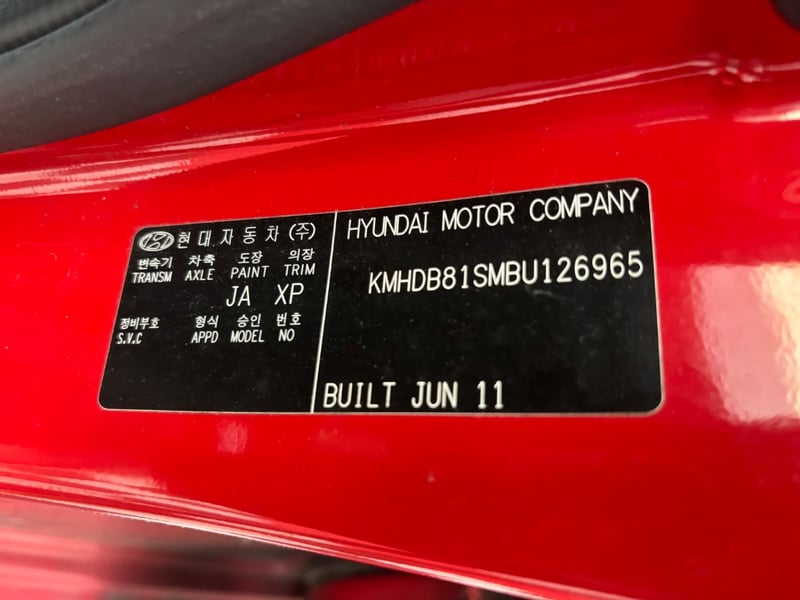 현대자동차(주)
변속기 차축 도장 의장
TRANSM AXLE PAINT TRIM
JA XP
정비부호 형식 승인 번호
S.V.C APPD MODEL NO
HYUNDAI MOTOR COMPANY
KMHDB81SMBU126965
BUILT JUN 11